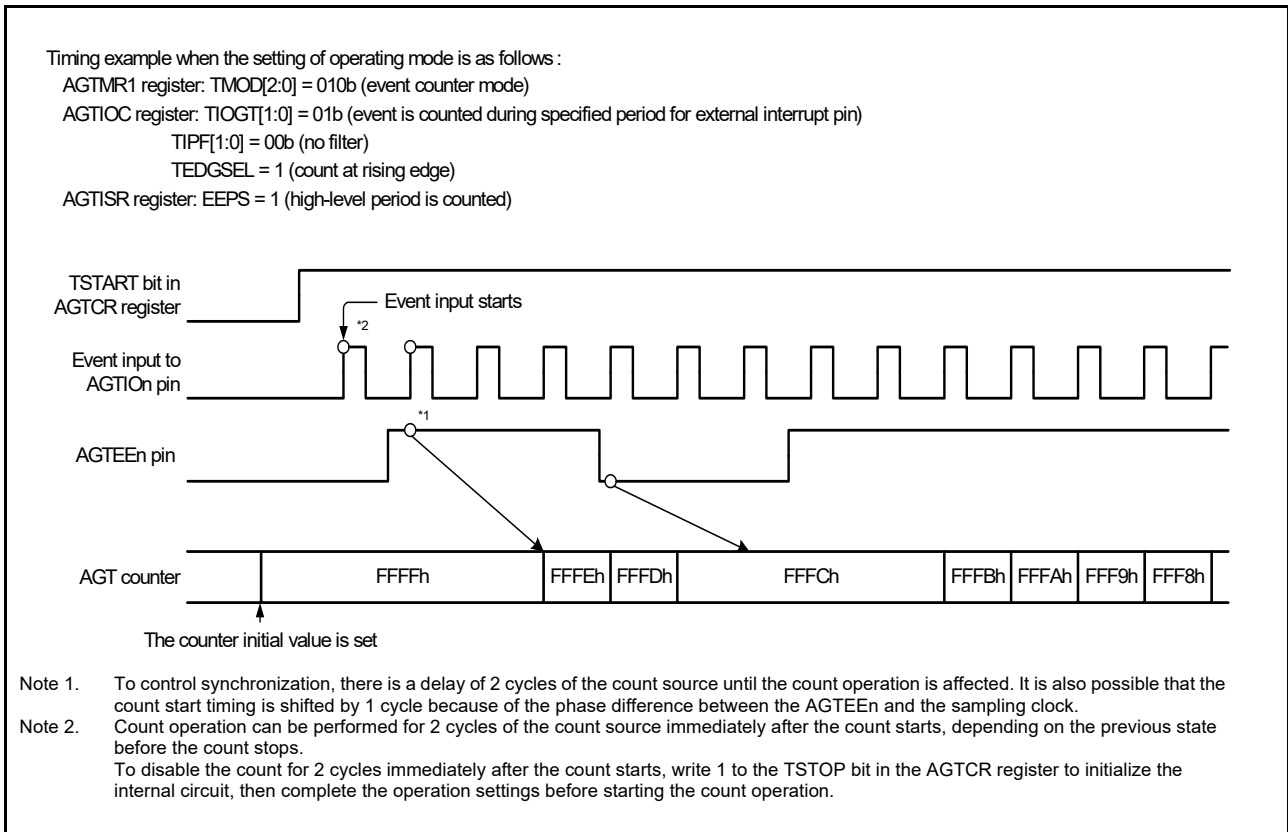 Timing example when the setting of operating mode is as follows :
AGTMR1 register: TMOD[2:0] = 010b (event counter mode)
AGTIOC register: TIOGT[1:0] = 01b (event is counted during specified period for external interrupt pin)
TIPF[1:0] = 00b (no filter)
TEDGSEL = 1 (count at rising edge)
AGTISR register: EEPS = 1 (high-level period is counted)
TSTART bit in
AGTCR register
Event input starts
*2
Event input to
AGTIOn pin
*1
AGTEEn pin
AGT counter
FFFFh FFFEh FFFDh FFFCh FFFBh FFFAh FFF9h FFF8h
The counter initial value is set
Note 1. To control synchronization, there is a delay of 2 cycles of the count source until the count operation is affected. It is also possible that the
count start timing is shifted by 1 cycle because of the phase difference between the AGTEEn and the sampling clock.
Note 2. Count operation can be performed for 2 cycles of the count source immediately after the count starts, depending on the previous state
before the count stops.
To disable the count for 2 cycles immediately after the count starts, write 1 to the TSTOP bit in the AGTCR register to initialize the
internal circuit, then complete the operation settings before starting the count operation.